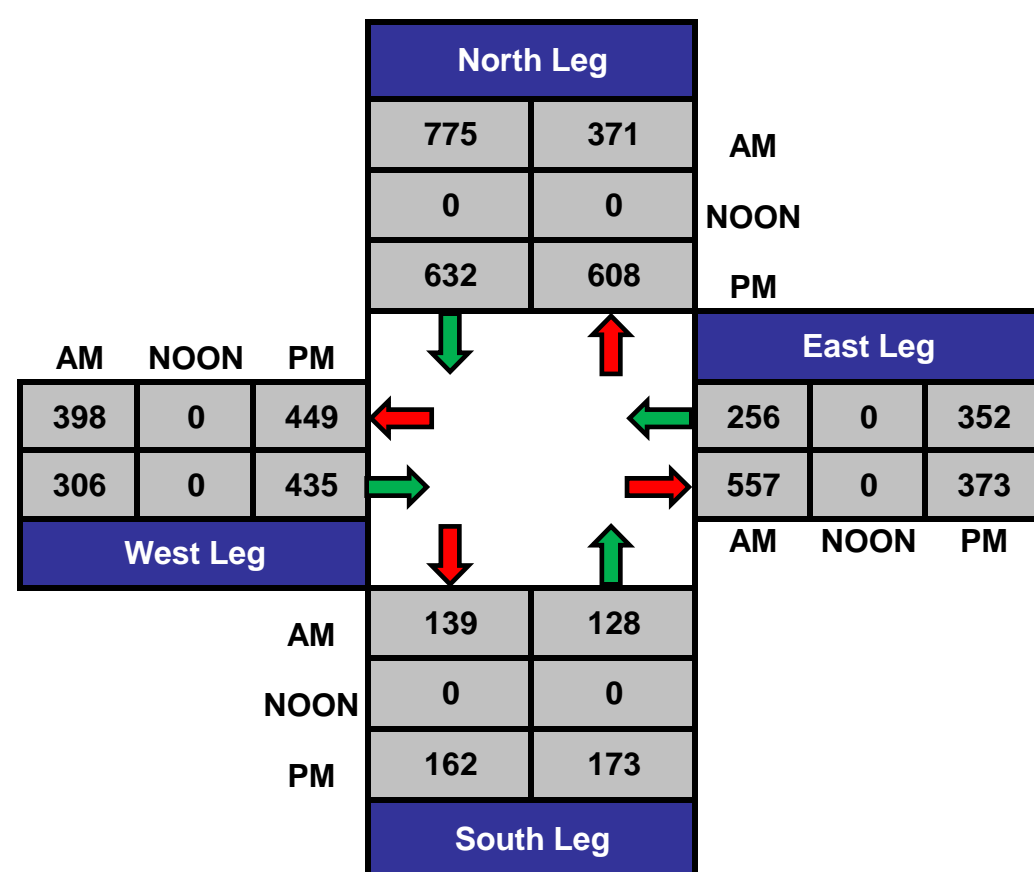 North Leg
775 371 AM
0 0 NOON
632 608 PM
AM NOON PM
398 0 449
306 0 435
West Leg
East Leg
256 0 352
557 0 373
AM NOON PM
AM 139 128
NOON 0 0
PM 162 173
South Leg